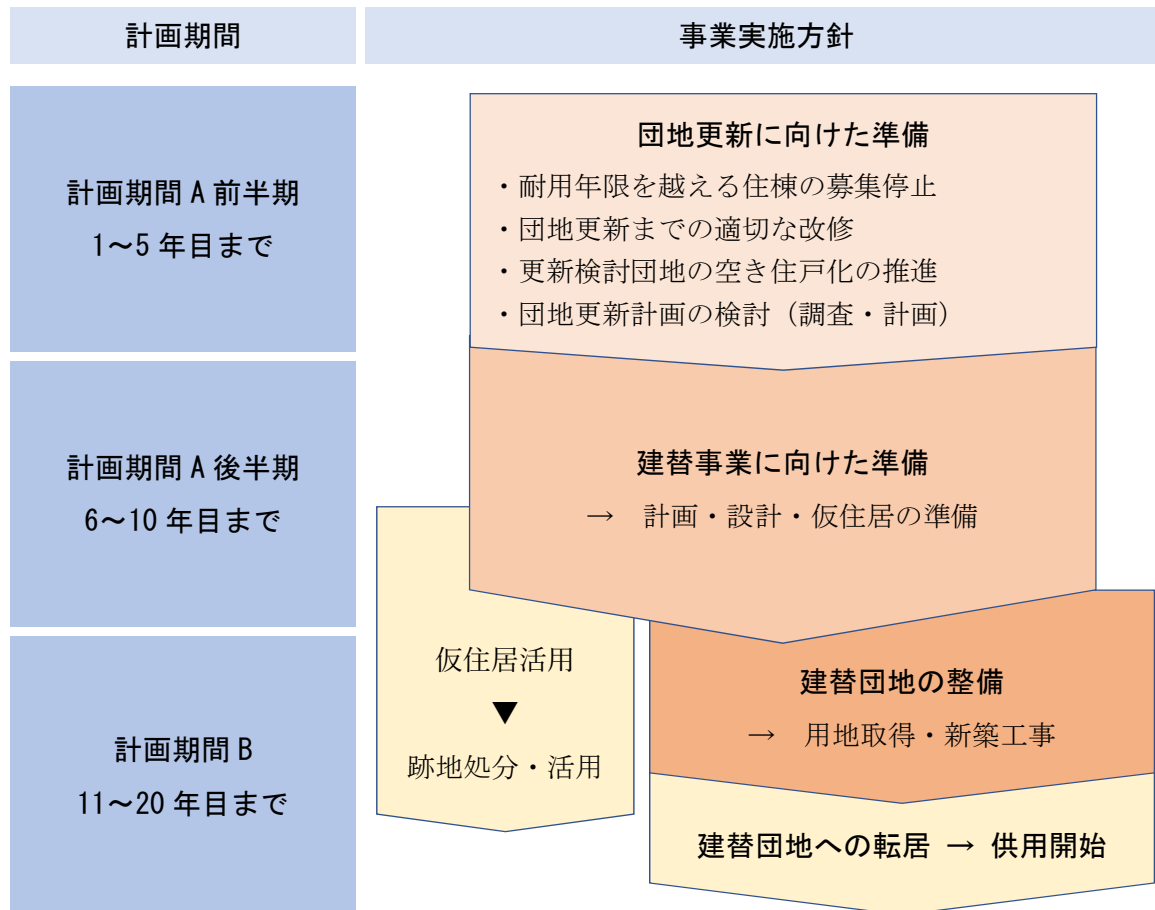 計画期間
事業実施方針
計画期間 A 前半期
1～5 年目まで
団地更新に向けた準備
・耐用年限を越える住棟の募集停止
・団地更新までの適切な改修
・更新検討団地の空き住戸化の推進
・団地更新計画の検討（調査・計画）
計画期間 A 後半期
6～10 年目まで
建替事業に向けた準備
→ 計画・設計・仮住居の準備
計画期間 B
11～20 年目まで
仮住居活用
▼
跡地処分・活用
建替団地の整備
→ 用地取得・新築工事
建替団地への転居 → 供用開始